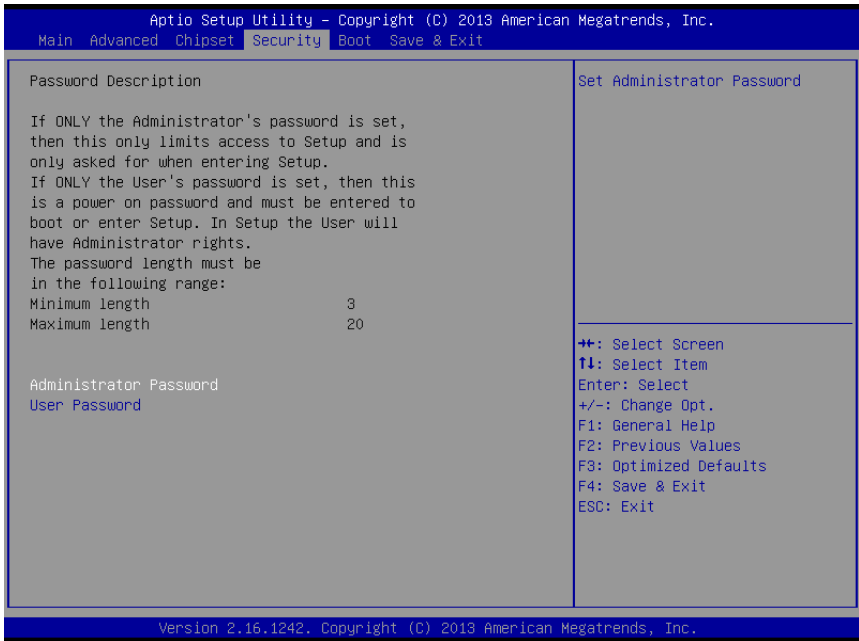 Aptio Setup Utility – Copyright (C) 2013 American Megatrends, Inc.
Main Advanced Chipset Security Boot Save & Exit
Password Description
If ONLY the Administrator's password is set,
then this only limits access to Setup and is
only asked for when entering Setup.
If ONLY the User's password is set, then this
is a power on password and must be entered to
boot or enter Setup. In Setup the User will
have Administrator rights.
The password length must be
in the following range:
Minimum length 3
Maximum length 20
Administrator Password
User Password
Set Administrator Password
→←: Select Screen
↑↓: Select Item
Enter: Select
+/-: Change Opt.
F1: General Help
F2: Previous Values
F3: Optimized Defaults
F4: Save & Exit
ESC: Exit
Version 2.16.1242. Copyright (C) 2013 American Megatrends, Inc.